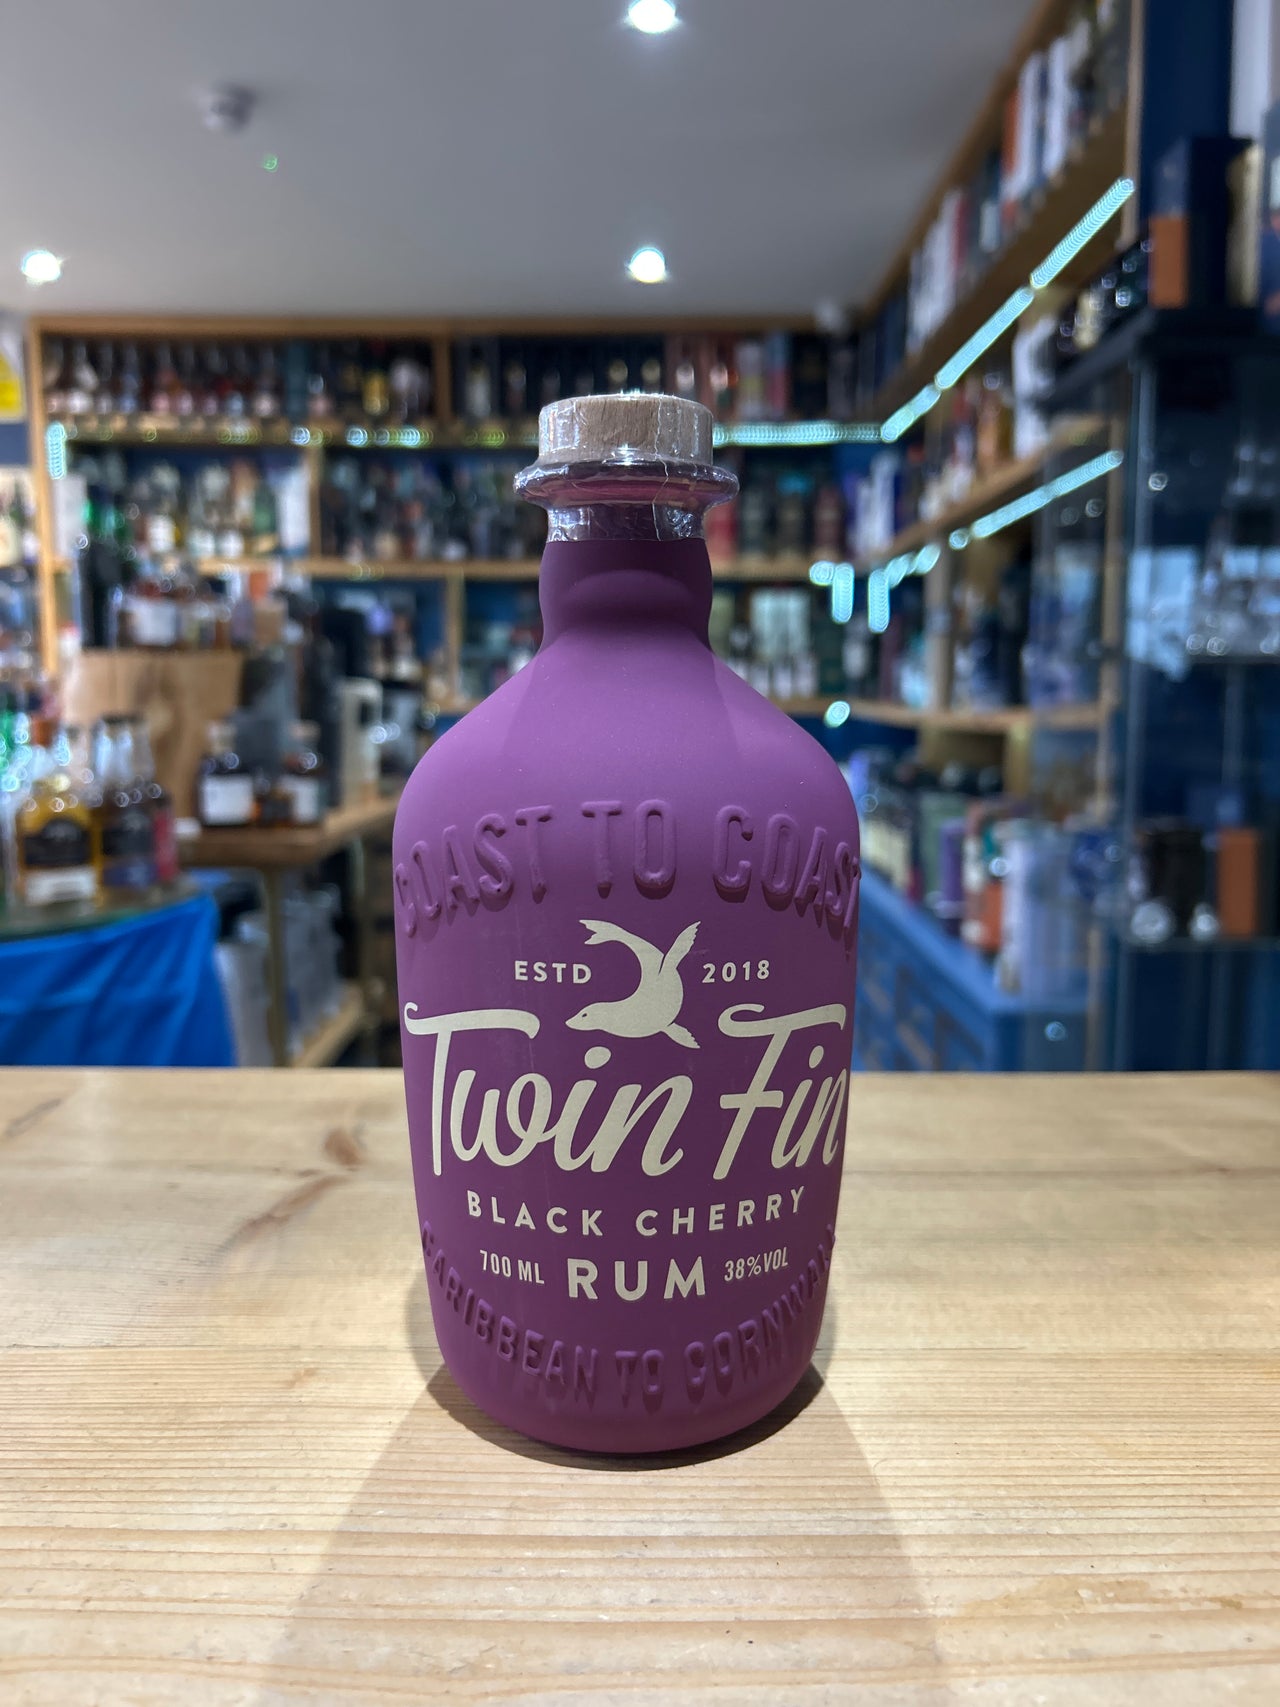 COAST TO COAST
ESTD 2018
Twin Fin
BLACK CHERRY
700 ML RUM 38%VOL
CARIBBEAN TO CORNWALL